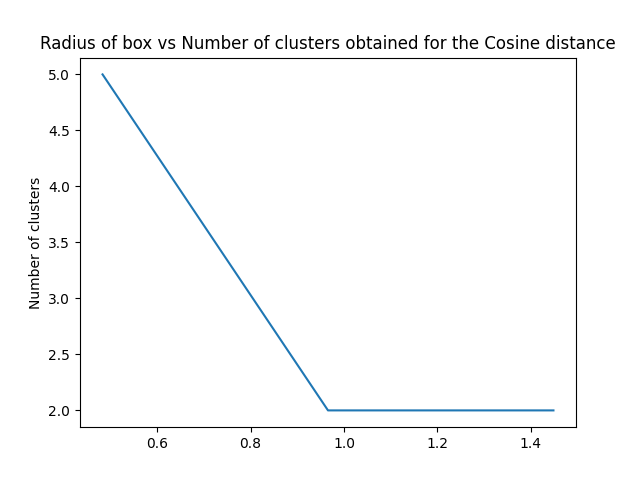 Radius of box vs Number of clusters obtained for the Cosine distance
5.0
4.5
4.0
3.5
3.0
2.5
2.0
Number of clusters
0.6 0.8 1.0 1.2 1.4